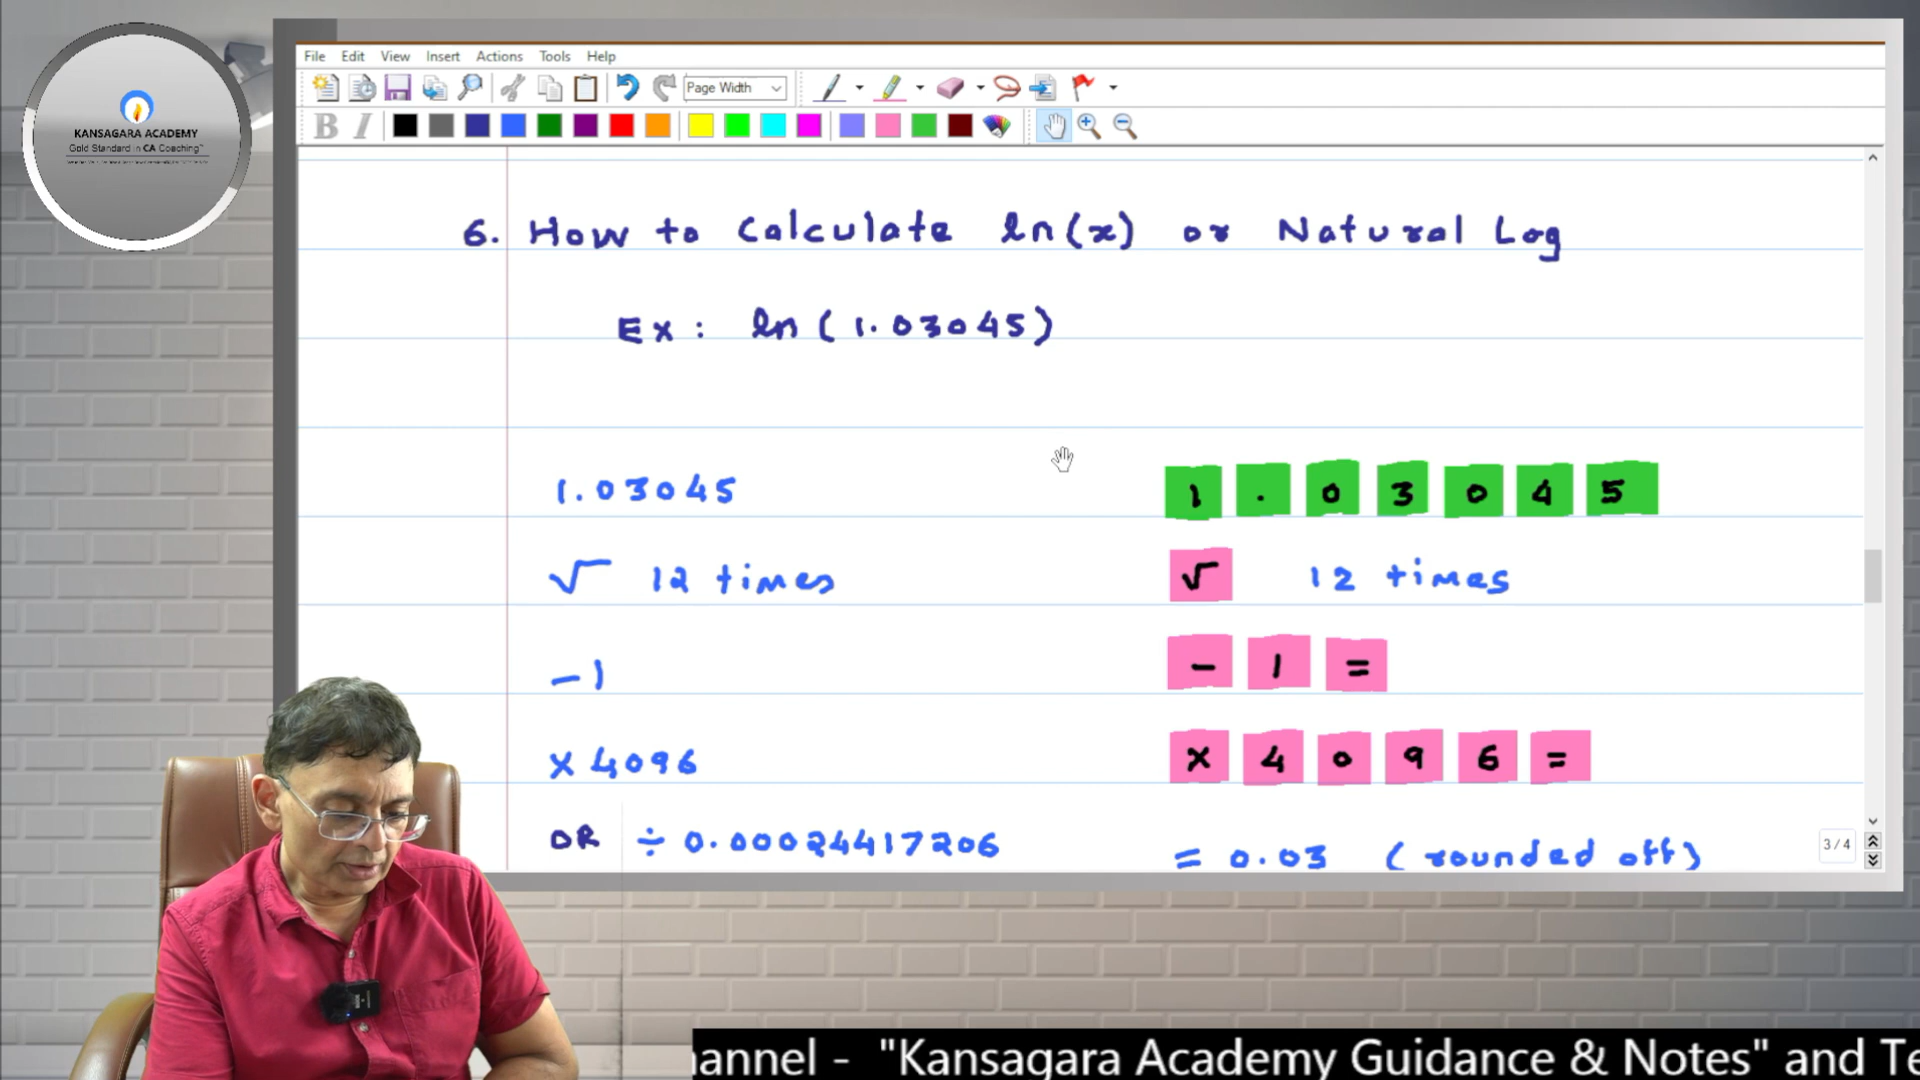 KANSAGARA ACADEMY
Gold Standard in CA Coaching™
File Edit View Insert Actions Tools Help
Page Width
B I
6. How to Calculate ln(x) or Natural Log
Ex: ln(1.03045)
1.03045
1 . 0 3 0 4 5
√ 12 times
√ 12 times
-1
- 1 =
×4096
× 4 0 9 6 =
OR ÷ 0.00024417206
= 0.03 (rounded off)
3/4
annel - "Kansagara Academy Guidance & Notes" and Te